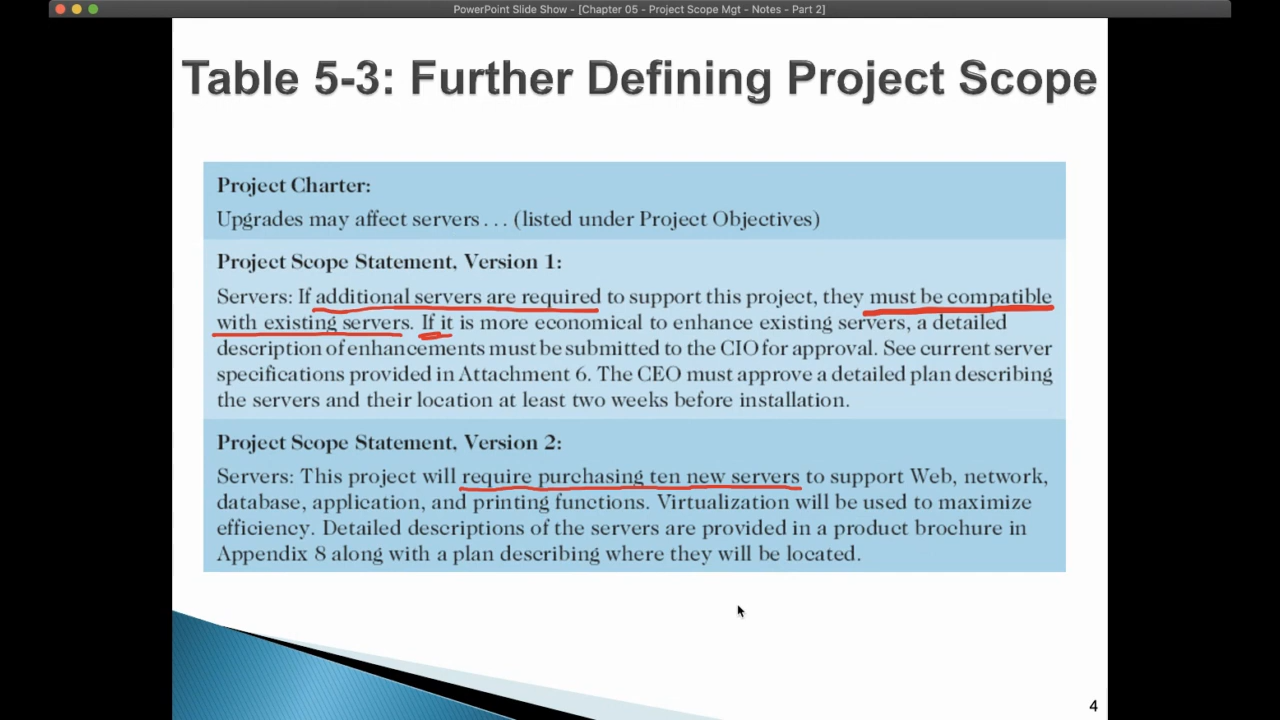 PowerPoint Slide Show - [Chapter 05 - Project Scope Mgt - Notes - Part 2]
Table 5-3: Further Defining Project Scope
Project Charter:
Upgrades may affect servers . . . (listed under Project Objectives)
Project Scope Statement, Version 1:
Servers: If additional servers are required to support this project, they must be compatible
with existing servers. If it is more economical to enhance existing servers, a detailed
description of enhancements must be submitted to the CIO for approval. See current server
specifications provided in Attachment 6. The CEO must approve a detailed plan describing
the servers and their location at least two weeks before installation.
Project Scope Statement, Version 2:
Servers: This project will require purchasing ten new servers to support Web, network,
database, application, and printing functions. Virtualization will be used to maximize
efficiency. Detailed descriptions of the servers are provided in a product brochure in
Appendix 8 along with a plan describing where they will be located.
4